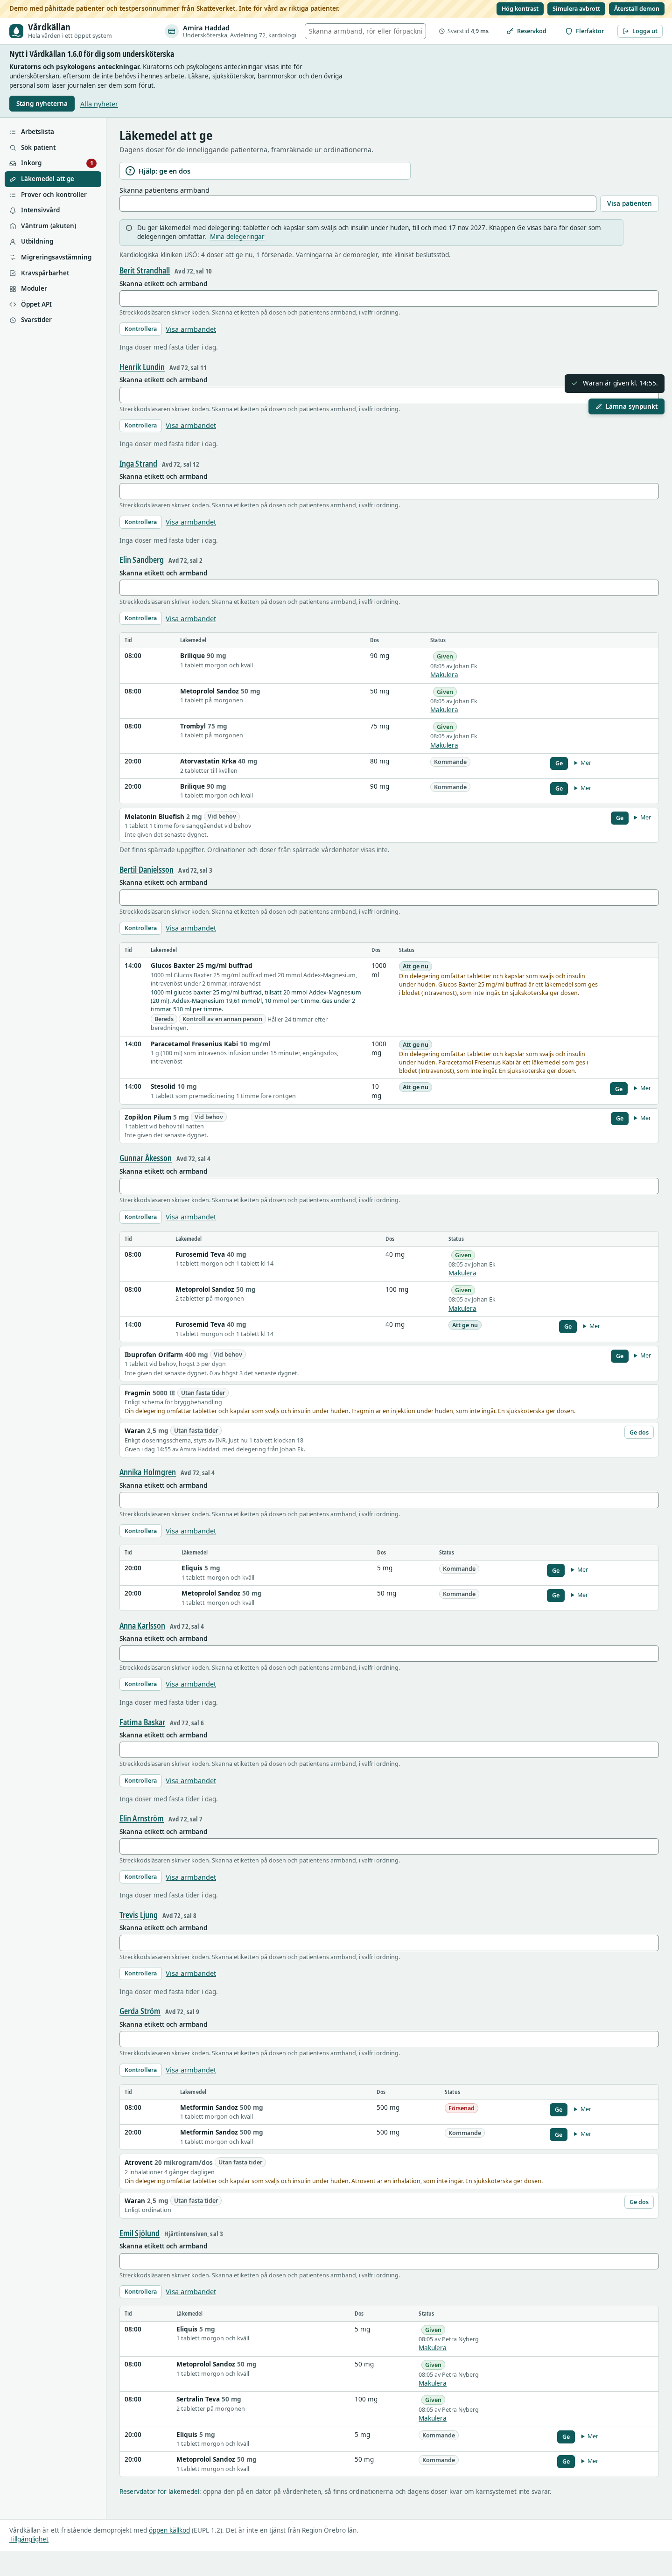 Demo med påhittade patienter och testpersonnummer från Skatteverket. Inte för vård av riktiga patienter.
Hög kontrast
Simulera avbrott
Återställ demon
Vårdkällan
Hela vården i ett öppet system
Amira Haddad
Undersköterska, Avdelning 72, kardiologi
Skanna armband, rör eller förpackni
Svarstid 4,9 ms
Reservkod
Flerfaktor
Logga ut
Nytt i Vårdkällan 1.6.0 för dig som undersköterska
Kuratorns och psykologens anteckningar. Kuratorns och psykologens anteckningar visas inte för
undersköterskan, eftersom de inte behövs i hennes arbete. Läkare, sjuksköterskor, barnmorskor och den övriga
personal som läser journalen ser dem som förut.
Stäng nyheterna
Alla nyheter
Arbetslista
Sök patient
Inkorg
1
Läkemedel att ge
Prover och kontroller
Intensivvård
Väntrum (akuten)
Utbildning
Migreringsavstämning
Kravspårbarhet
Moduler
Öppet API
Svarstider
Läkemedel att ge
Dagens doser för de inneliggande patienterna, framräknade ur ordinationerna.
? Hjälp: ge en dos
Skanna patientens armband
Visa patienten
Du ger läkemedel med delegering: tabletter och kapslar som sväljs och insulin under huden, till och med 17 nov 2027. Knappen Ge visas bara för doser som
delegeringen omfattar. Mina delegeringar
Kardiologiska kliniken USÖ: 4 doser att ge nu, 1 försenade. Varningarna är demoregler, inte kliniskt beslutsstöd.
Berit Strandhall Avd 72, sal 10
Skanna etikett och armband
Streckkodsläsaren skriver koden. Skanna etiketten på dosen och patientens armband, i valfri ordning.
Kontrollera Visa armbandet
Inga doser med fasta tider i dag.
Henrik Lundin Avd 72, sal 11
Skanna etikett och armband
Waran är given kl. 14:55.
Lämna synpunkt
Streckkodsläsaren skriver koden. Skanna etiketten på dosen och patientens armband, i valfri ordning.
Kontrollera Visa armbandet
Inga doser med fasta tider i dag.
Inga Strand Avd 72, sal 12
Skanna etikett och armband
Streckkodsläsaren skriver koden. Skanna etiketten på dosen och patientens armband, i valfri ordning.
Kontrollera Visa armbandet
Inga doser med fasta tider i dag.
Elin Sandberg Avd 72, sal 2
Skanna etikett och armband
Streckkodsläsaren skriver koden. Skanna etiketten på dosen och patientens armband, i valfri ordning.
Kontrollera Visa armbandet
Tid Läkemedel Dos Status
08:00 Brilique 90 mg 90 mg Given
1 tablett morgon och kväll 08:05 av Johan Ek
Makulera
08:00 Metoprolol Sandoz 50 mg 50 mg Given
1 tablett på morgonen 08:05 av Johan Ek
Makulera
08:00 Trombyl 75 mg 75 mg Given
1 tablett på morgonen 08:05 av Johan Ek
Makulera
20:00 Atorvastatin Krka 40 mg 80 mg Kommande Ge Mer
2 tabletter till kvällen
20:00 Brilique 90 mg 90 mg Kommande Ge Mer
1 tablett morgon och kväll
Melatonin Bluefish 2 mg Vid behov Ge Mer
1 tablett 1 timme före sänggåendet vid behov
Inte given det senaste dygnet.
Det finns spärrade uppgifter. Ordinationer och doser från spärrade vårdenheter visas inte.
Bertil Danielsson Avd 72, sal 3
Skanna etikett och armband
Streckkodsläsaren skriver koden. Skanna etiketten på dosen och patientens armband, i valfri ordning.
Kontrollera Visa armbandet
Tid Läkemedel Dos Status
14:00 Glucos Baxter 25 mg/ml buffrad 1000 ml Att ge nu
1000 ml Glucos Baxter 25 mg/ml buffrad med 20 mmol Addex-Magnesium,
intravenöst under 2 timmar, intravenöst
1000 ml glucos baxter 25 mg/ml buffrad, tillsätt 20 mmol Addex-Magnesium
(20 ml). Addex-Magnesium 19,61 mmol/l, 10 mmol per timme. Ges under 2
timmar, 510 ml per timme.
Bereds Kontroll av en annan person Håller 24 timmar efter
beredningen.
Din delegering omfattar tabletter och kapslar som sväljs och insulin
under huden. Glucos Baxter 25 mg/ml buffrad är ett läkemedel som ges
i blodet (intravenöst), som inte ingår. En sjuksköterska ger dosen.
14:00 Paracetamol Fresenius Kabi 10 mg/ml 1000 mg Att ge nu
1 g (100 ml) som intravenös infusion under 15 minuter, engångsdos,
intravenöst
Din delegering omfattar tabletter och kapslar som sväljs och insulin
under huden. Paracetamol Fresenius Kabi är ett läkemedel som ges i
blodet (intravenöst), som inte ingår. En sjuksköterska ger dosen.
14:00 Stesolid 10 mg 10 mg Att ge nu Ge Mer
1 tablett som premedicinering 1 timme före röntgen
Zopiklon Pilum 5 mg Vid behov Ge Mer
1 tablett vid behov till natten
Inte given det senaste dygnet.
Gunnar Åkesson Avd 72, sal 4
Skanna etikett och armband
Streckkodsläsaren skriver koden. Skanna etiketten på dosen och patientens armband, i valfri ordning.
Kontrollera Visa armbandet
Tid Läkemedel Dos Status
08:00 Furosemid Teva 40 mg 40 mg Given
1 tablett morgon och 1 tablett kl 14 08:05 av Johan Ek
Makulera
08:00 Metoprolol Sandoz 50 mg 100 mg Given
2 tabletter på morgonen 08:05 av Johan Ek
Makulera
14:00 Furosemid Teva 40 mg 40 mg Att ge nu Ge Mer
1 tablett morgon och 1 tablett kl 14
Ibuprofen Orifarm 400 mg Vid behov Ge Mer
1 tablett vid behov, högst 3 per dygn
Inte given det senaste dygnet. 0 av högst 3 det senaste dygnet.
Fragmin 5000 IE Utan fasta tider
Enligt schema för bryggbehandling
Din delegering omfattar tabletter och kapslar som sväljs och insulin under huden. Fragmin är en injektion under huden, som inte ingår. En sjuksköterska ger dosen.
Waran 2,5 mg Utan fasta tider Ge dos
Enligt doseringsschema, styrs av INR. Just nu 1 tablett klockan 18
Given i dag 14:55 av Amira Haddad, med delegering från Johan Ek.
Annika Holmgren Avd 72, sal 4
Skanna etikett och armband
Streckkodsläsaren skriver koden. Skanna etiketten på dosen och patientens armband, i valfri ordning.
Kontrollera Visa armbandet
Tid Läkemedel Dos Status
20:00 Eliquis 5 mg 5 mg Kommande Ge Mer
1 tablett morgon och kväll
20:00 Metoprolol Sandoz 50 mg 50 mg Kommande Ge Mer
1 tablett morgon och kväll
Anna Karlsson Avd 72, sal 4
Skanna etikett och armband
Streckkodsläsaren skriver koden. Skanna etiketten på dosen och patientens armband, i valfri ordning.
Kontrollera Visa armbandet
Inga doser med fasta tider i dag.
Fatima Baskar Avd 72, sal 6
Skanna etikett och armband
Streckkodsläsaren skriver koden. Skanna etiketten på dosen och patientens armband, i valfri ordning.
Kontrollera Visa armbandet
Inga doser med fasta tider i dag.
Elin Arnström Avd 72, sal 7
Skanna etikett och armband
Streckkodsläsaren skriver koden. Skanna etiketten på dosen och patientens armband, i valfri ordning.
Kontrollera Visa armbandet
Inga doser med fasta tider i dag.
Trevis Ljung Avd 72, sal 8
Skanna etikett och armband
Streckkodsläsaren skriver koden. Skanna etiketten på dosen och patientens armband, i valfri ordning.
Kontrollera Visa armbandet
Inga doser med fasta tider i dag.
Gerda Ström Avd 72, sal 9
Skanna etikett och armband
Streckkodsläsaren skriver koden. Skanna etiketten på dosen och patientens armband, i valfri ordning.
Kontrollera Visa armbandet
Tid Läkemedel Dos Status
08:00 Metformin Sandoz 500 mg 500 mg Försenad Ge Mer
1 tablett morgon och kväll
20:00 Metformin Sandoz 500 mg 500 mg Kommande Ge Mer
1 tablett morgon och kväll
Atrovent 20 mikrogram/dos Utan fasta tider
2 inhalationer 4 gånger dagligen
Din delegering omfattar tabletter och kapslar som sväljs och insulin under huden. Atrovent är en inhalation, som inte ingår. En sjuksköterska ger dosen.
Waran 2,5 mg Utan fasta tider Ge dos
Enligt ordination
Emil Sjölund Hjärtintensiven, sal 3
Skanna etikett och armband
Streckkodsläsaren skriver koden. Skanna etiketten på dosen och patientens armband, i valfri ordning.
Kontrollera Visa armbandet
Tid Läkemedel Dos Status
08:00 Eliquis 5 mg 5 mg Given
1 tablett morgon och kväll 08:05 av Petra Nyberg
Makulera
08:00 Metoprolol Sandoz 50 mg 50 mg Given
1 tablett morgon och kväll 08:05 av Petra Nyberg
Makulera
08:00 Sertralin Teva 50 mg 100 mg Given
2 tabletter på morgonen 08:05 av Petra Nyberg
Makulera
20:00 Eliquis 5 mg 5 mg Kommande Ge Mer
1 tablett morgon och kväll
20:00 Metoprolol Sandoz 50 mg 50 mg Kommande Ge Mer
1 tablett morgon och kväll
Reservdator för läkemedel: öppna den på en dator på vårdenheten, så finns ordinationerna och dagens doser kvar om kärnsystemet inte svarar.
Vårdkällan är ett fristående demoprojekt med öppen källkod (EUPL 1.2). Det är inte en tjänst från Region Örebro län.
Tillgänglighet